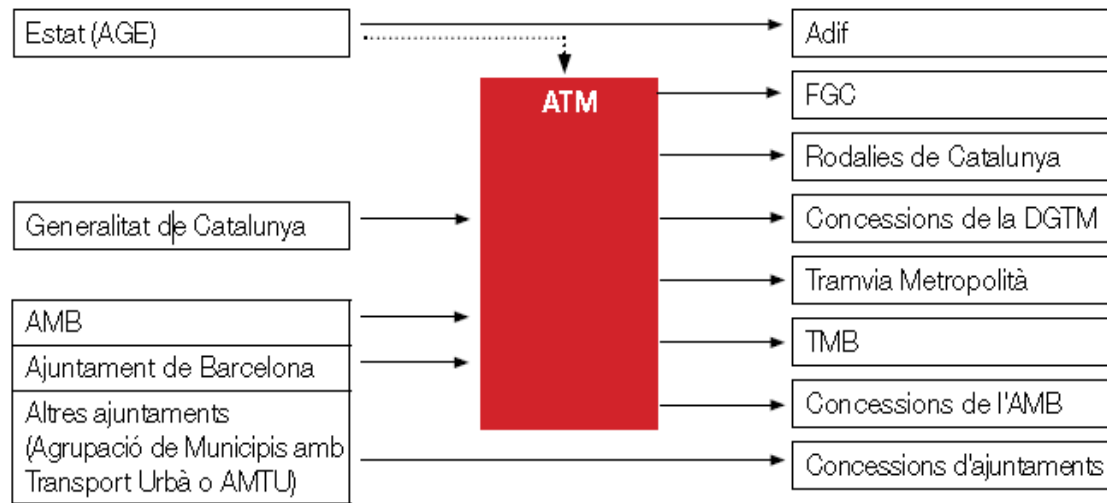 Estat (AGE)
Generalitat de Catalunya
AMB
Ajuntament de Barcelona
Altres ajuntaments
(Agrupació de Municipis amb
Transport Urbà o AMTU)
ATM
Adif
FGC
Rodalies de Catalunya
Concessions de la DGTM
Tramvia Metropolità
TMB
Concessions de l'AMB
Concessions d'ajuntaments